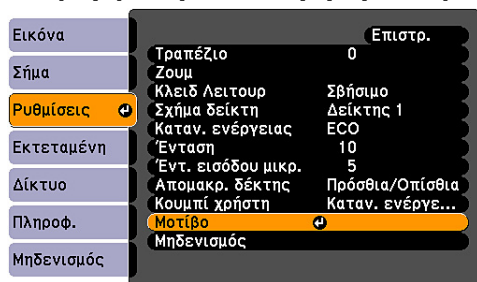 Εικόνα
Σήμα
Ρυθμίσεις
Εκτεταμένη
Δίκτυο
Πληροφ.
Μηδενισμός
Επιστρ.
Τραπέζιο 0
Ζουμ
Κλειδ Λειτουρ Σβήσιμο
Σχήμα δείκτη Δείκτης 1
Καταν. ενέργειας ECO
Ένταση 10
Έντ. εισόδου μικρ. 5
Απομακρ. δέκτης Πρόσθια/Οπίσθια
Κουμπί χρήστη Καταν. ενέργε...
Μοτίβο
Μηδενισμός